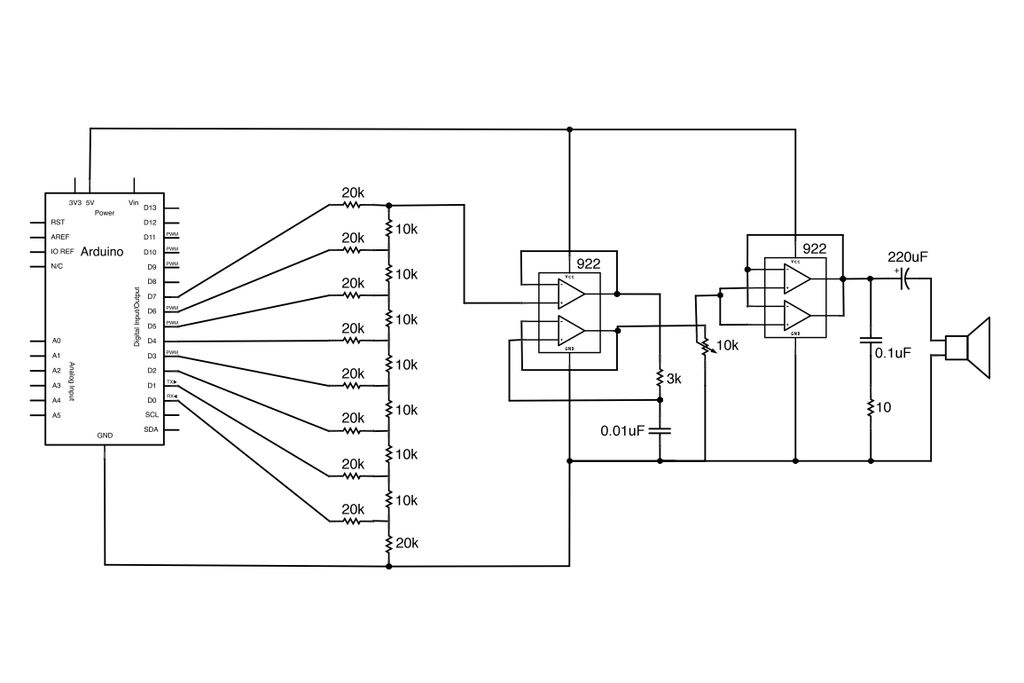 3V3 5V Vin
Power
Arduino
RST
AREF
IO REF
N/C
A0
A1
A2
A3
A4
A5
Analog Input
Digital Input/Output
D13
D12
D11 PWM
D10 PWM
D9 PWM
D8
D7
D6 PWM
D5 PWM
D4
D3 PWM
D2
D1 TX
D0 RX
SCL
SDA
GND
20k
10k
20k
10k
20k
10k
20k
10k
20k
10k
20k
10k
20k
10k
20k
20k
922
Vcc
GND
3k
0.01uF
10k
922
Vcc
GND
220uF
+
0.1uF
10